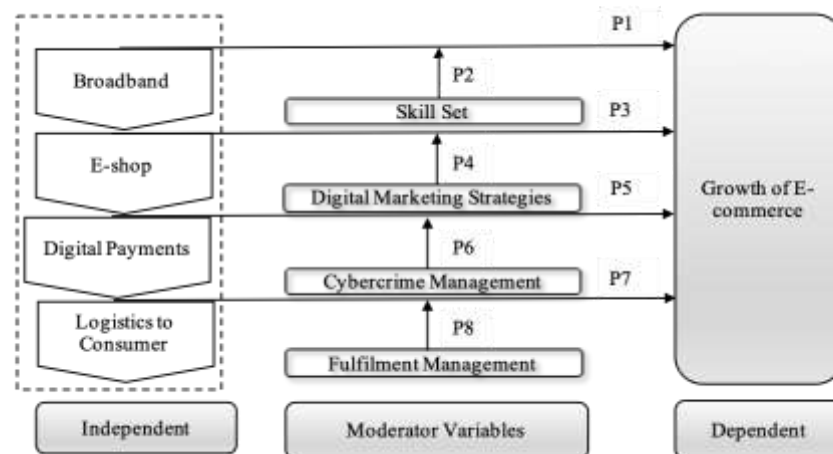 P1
Broadband
P2
Skill Set
P3
E-shop
P4
Digital Marketing Strategies
P5
Growth of E-
commerce
Digital Payments
P6
Cybercrime Management
P7
Logistics to
Consumer
P8
Fulfilment Management
Independent
Moderator Variables
Dependent